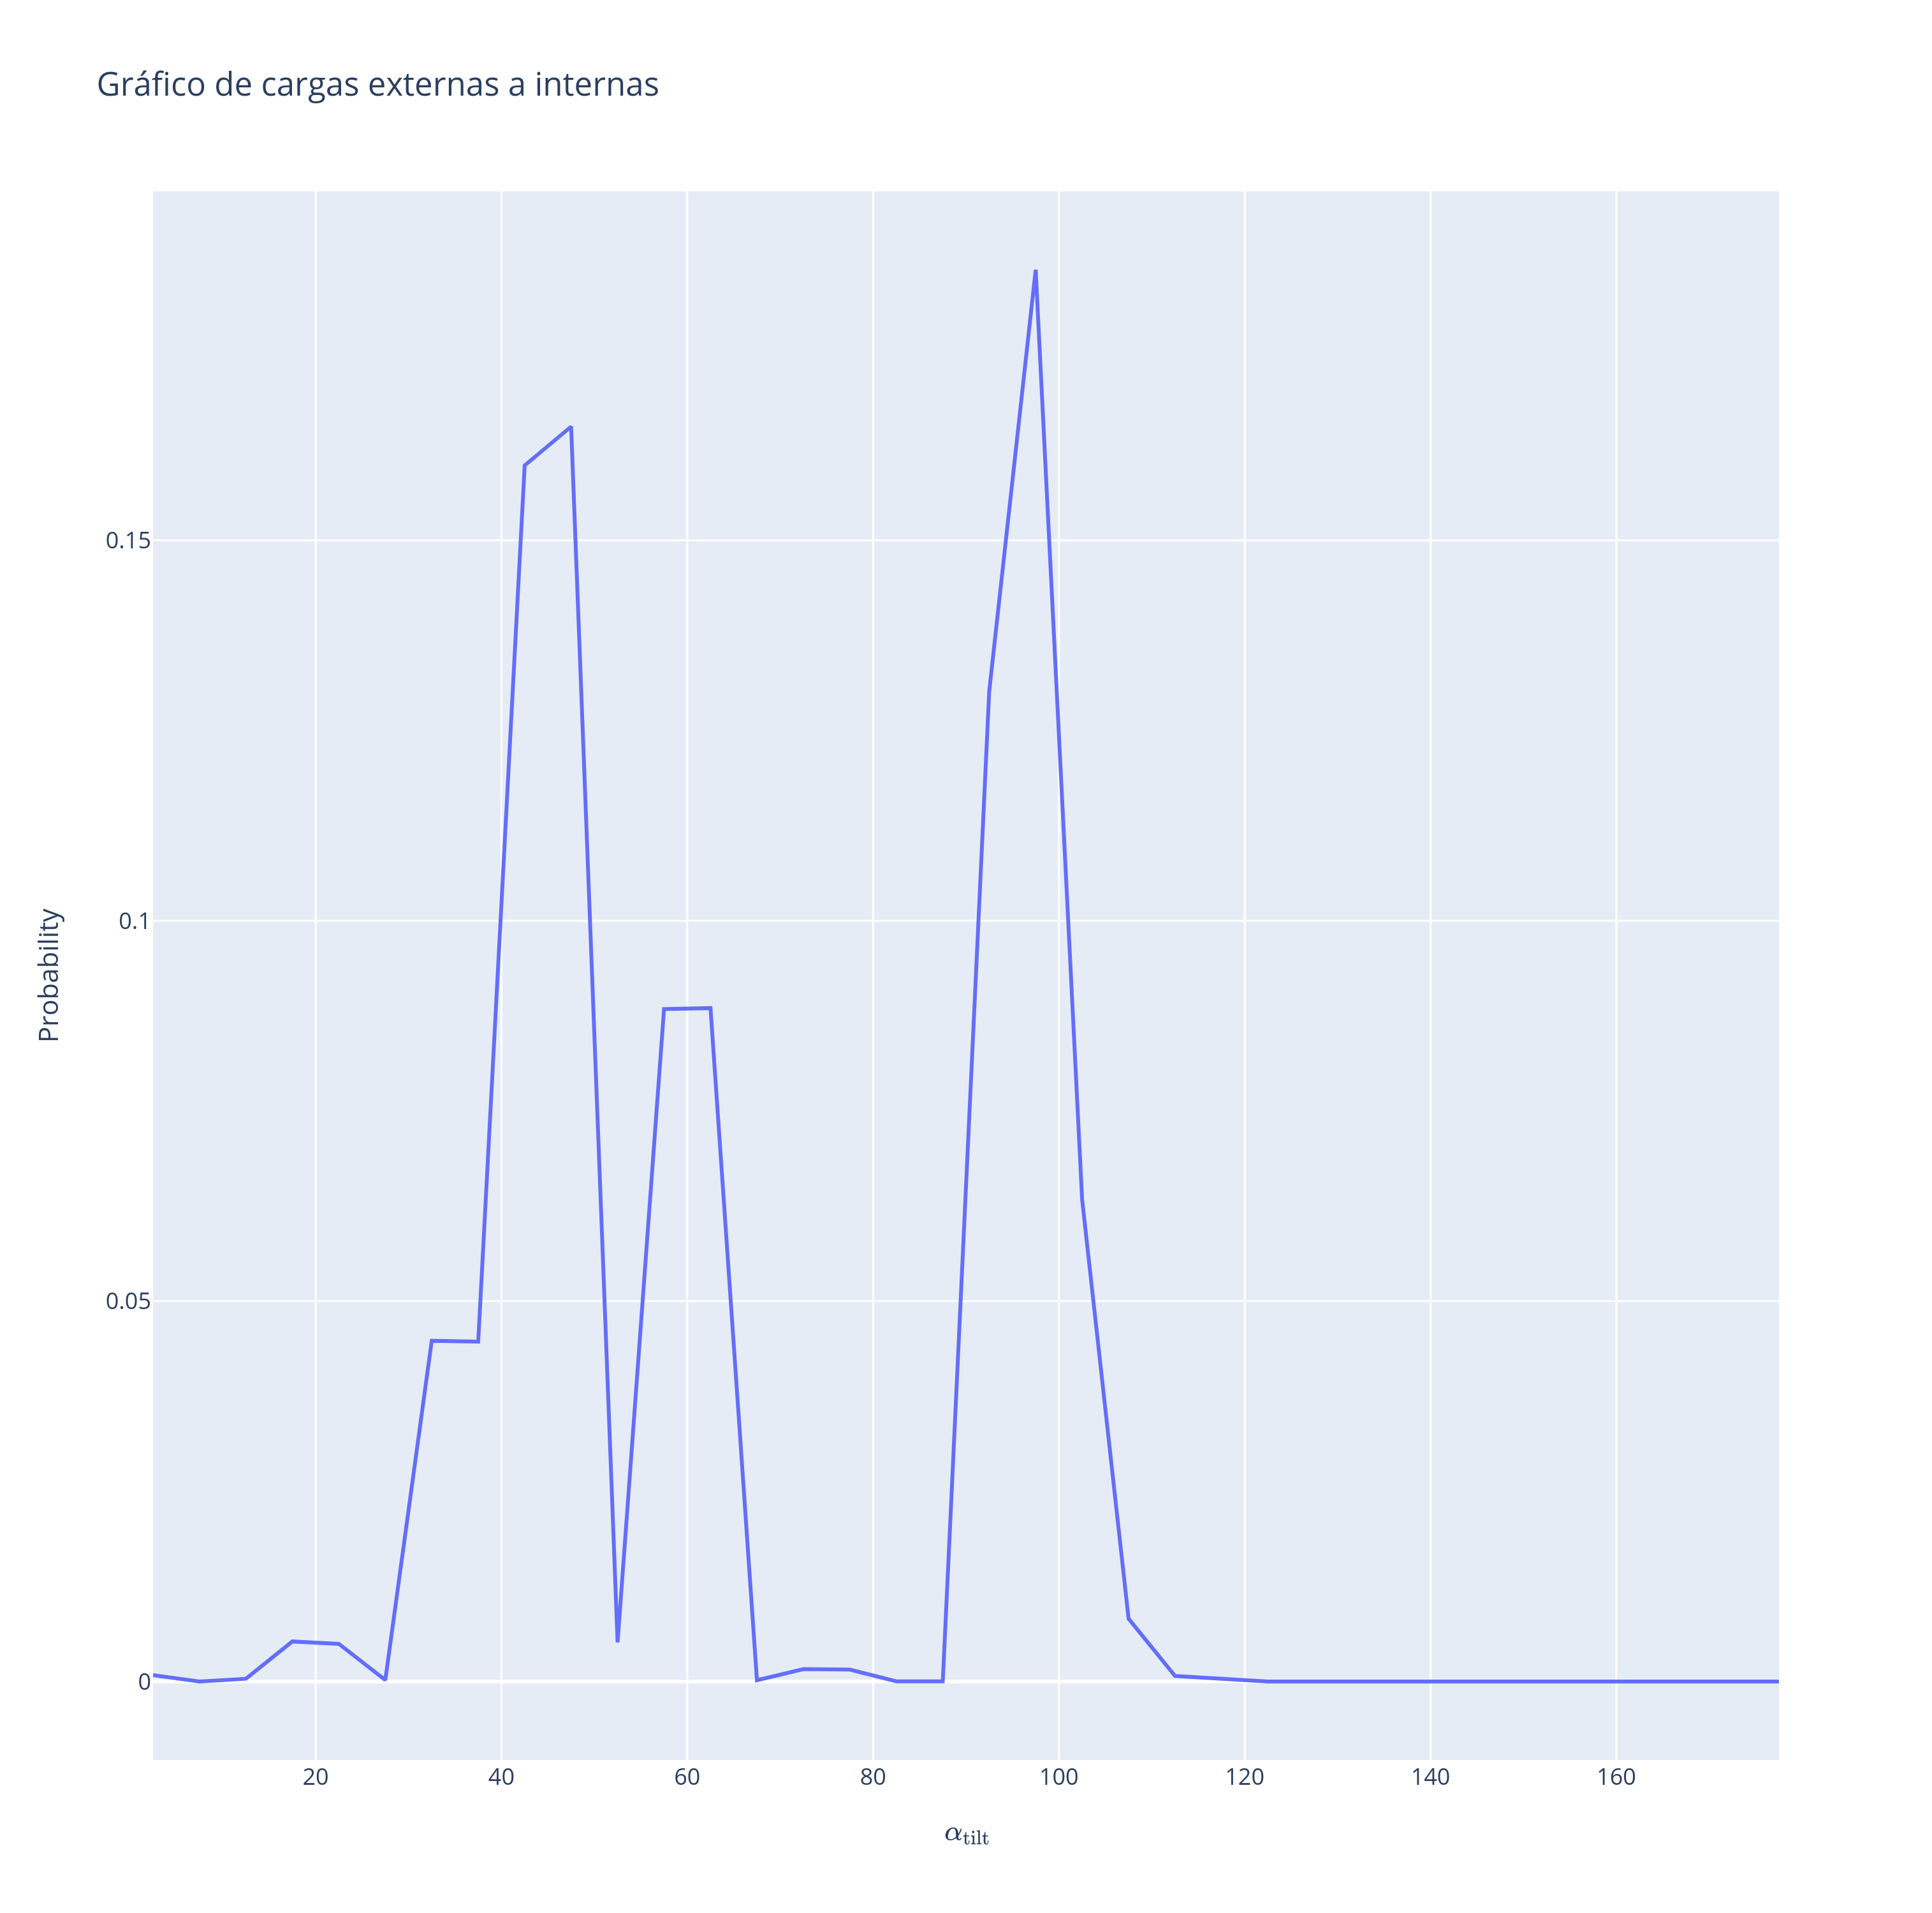 Gráfico de cargas externas a internas
0.15
0.1
0.05
0
Probability
20 40 60 80 100 120 140 160
α_tilt